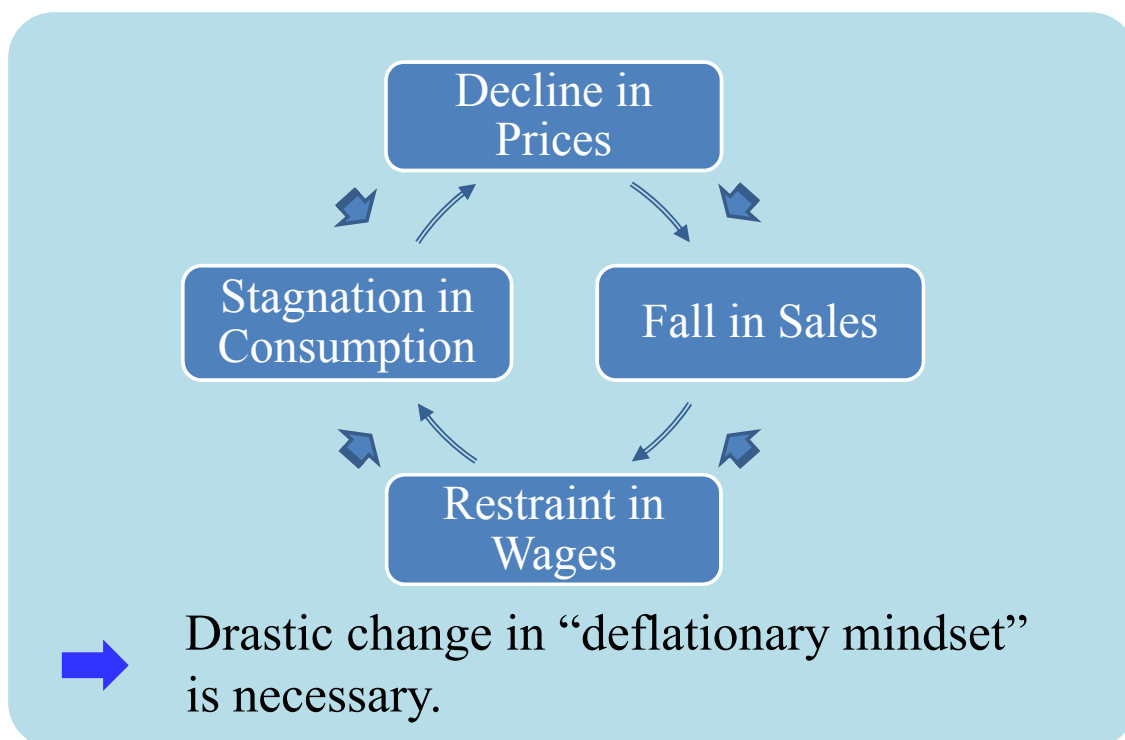 Decline in
Prices
Stagnation in
Consumption
Fall in Sales
Restraint in
Wages
Drastic change in “deflationary mindset”
is necessary.